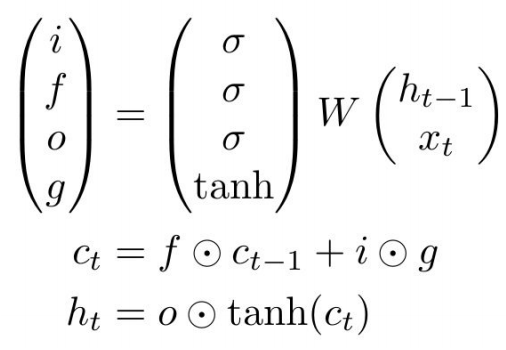 (i f o g) = (σ σ σ tanh) W (h_{t−1} x_t)
c_t = f ⊙ c_{t−1} + i ⊙ g
h_t = o ⊙ tanh(c_t)